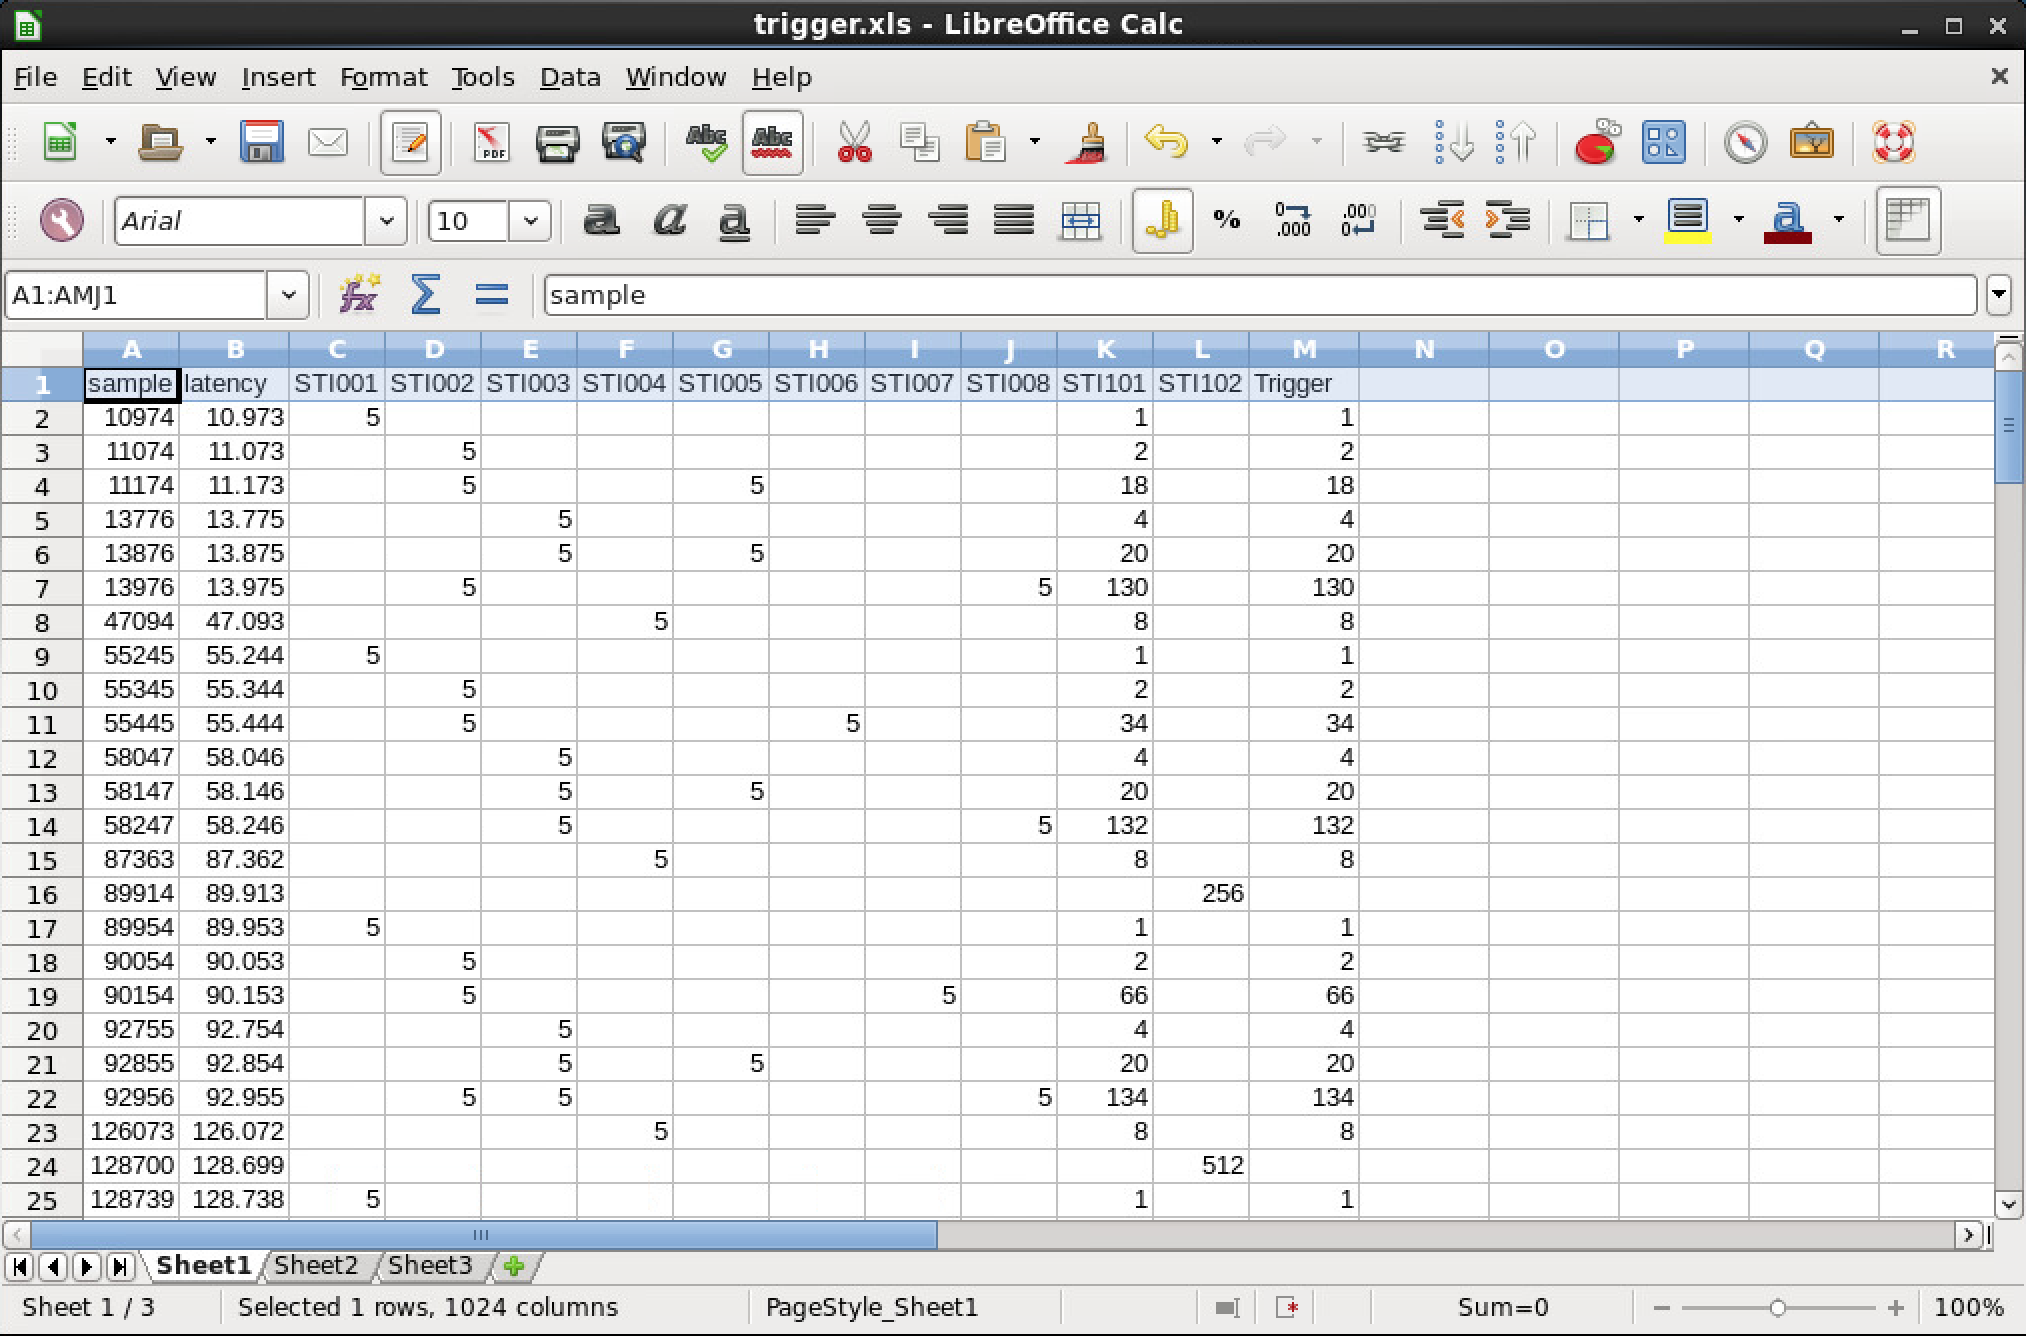 trigger.xls - LibreOffice Calc
File Edit View Insert Format Tools Data Window Help
PDF Abc Abc
Arial 10 a a a % 0 .000 .000 0 a
A1:AMJ1 fx Σ = sample
A B C D E F G H I J K L M N O P Q R
1 sample latency STI001 STI002 STI003 STI004 STI005 STI006 STI007 STI008 STI101 STI102 Trigger
2 10974 10.973 5 1 1
3 11074 11.073 5 2 2
4 11174 11.173 5 5 18 18
5 13776 13.775 5 4 4
6 13876 13.875 5 5 20 20
7 13976 13.975 5 5 130 130
8 47094 47.093 5 8 8
9 55245 55.244 5 1 1
10 55345 55.344 5 2 2
11 55445 55.444 5 5 34 34
12 58047 58.046 5 4 4
13 58147 58.146 5 5 20 20
14 58247 58.246 5 5 132 132
15 87363 87.362 5 8 8
16 89914 89.913 256
17 89954 89.953 5 1 1
18 90054 90.053 5 2 2
19 90154 90.153 5 5 66 66
20 92755 92.754 5 4 4
21 92855 92.854 5 5 20 20
22 92956 92.955 5 5 5 134 134
23 126073 126.072 5 8 8
24 128700 128.699 512
25 128739 128.738 5 1 1
Sheet1 Sheet2 Sheet3
Sheet 1 / 3 Selected 1 rows, 1024 columns PageStyle_Sheet1 Sum=0 100%